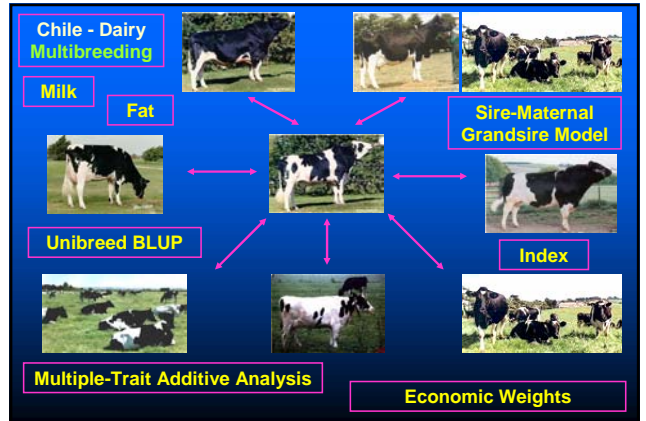 Chile - Dairy
Multibreeding
Milk
Fat
Sire-Maternal
Grandsire Model
Unibreed BLUP
Index
Multiple-Trait Additive Analysis
Economic Weights